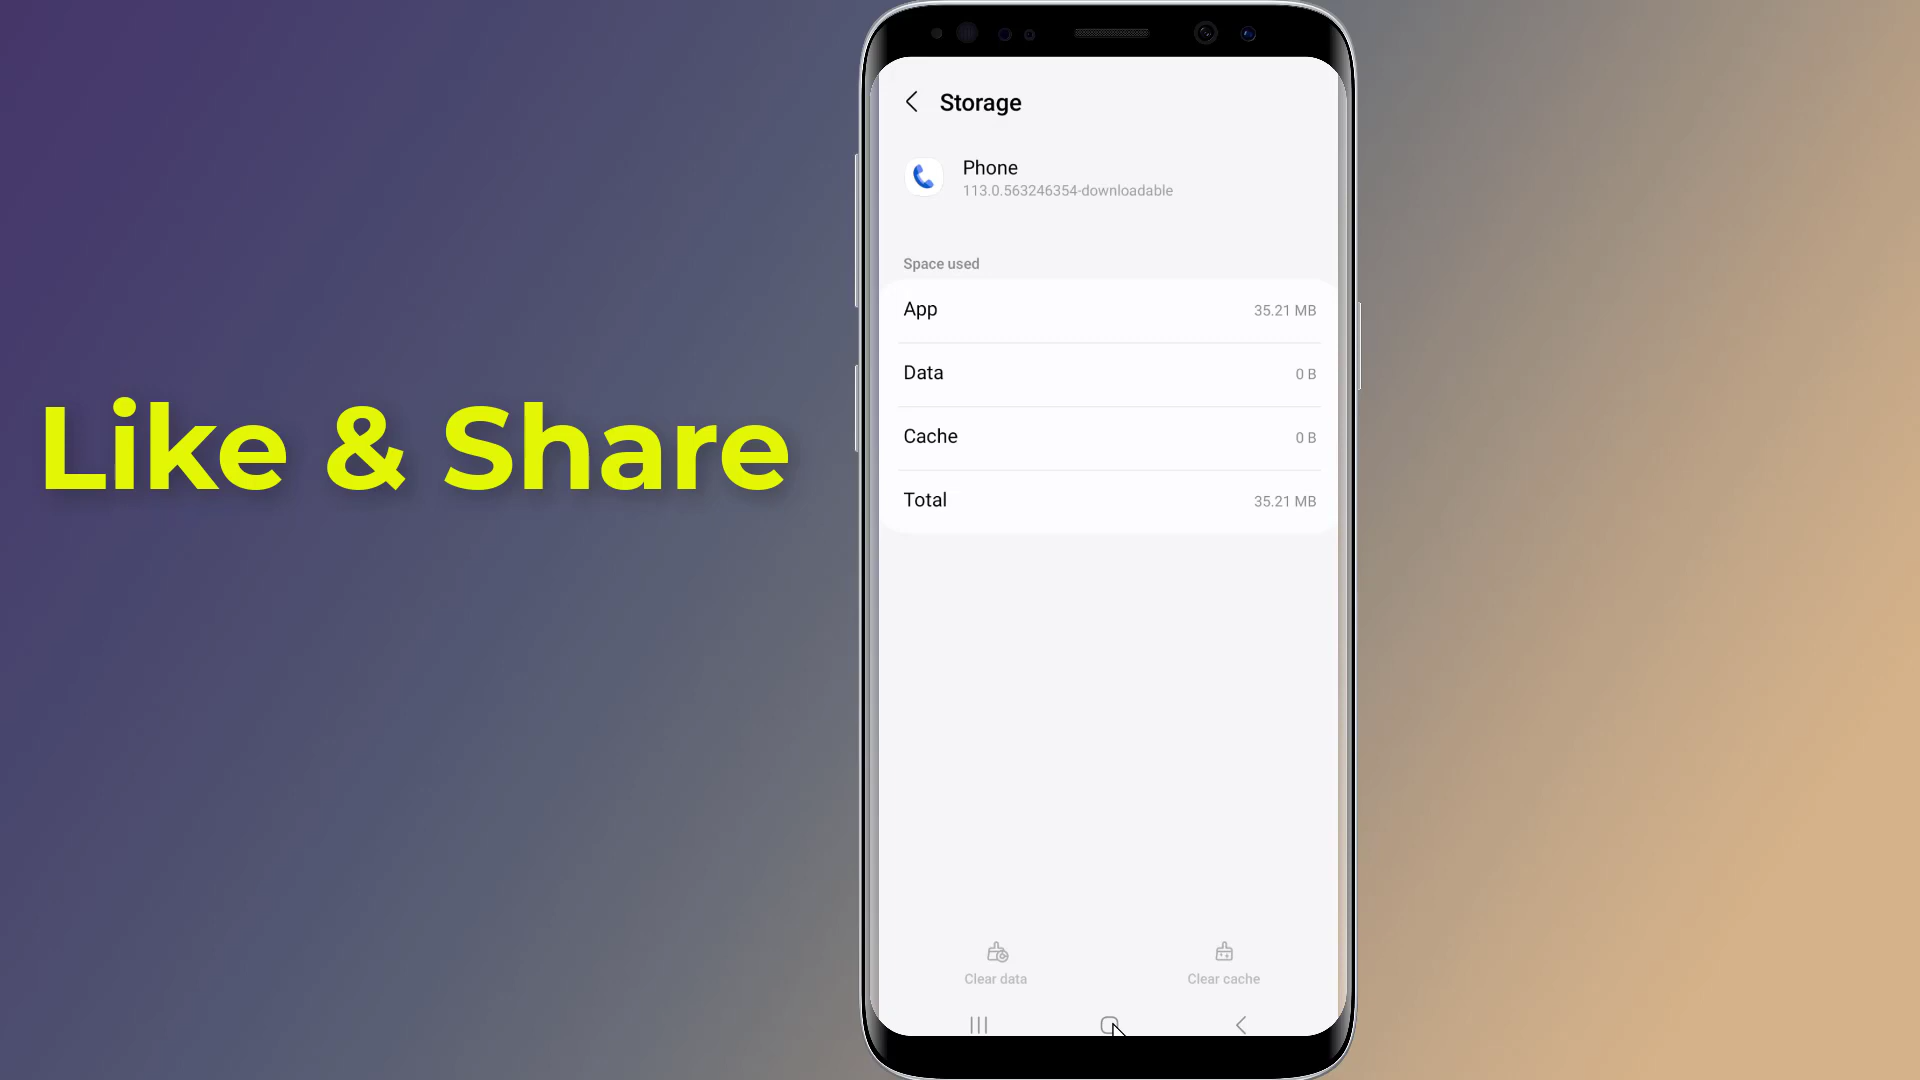 Like & Share
Storage
Phone
113.0.563246354-downloadable
Space used
App 35.21 MB
Data 0 B
Cache 0 B
Total 35.21 MB
Clear data Clear cache